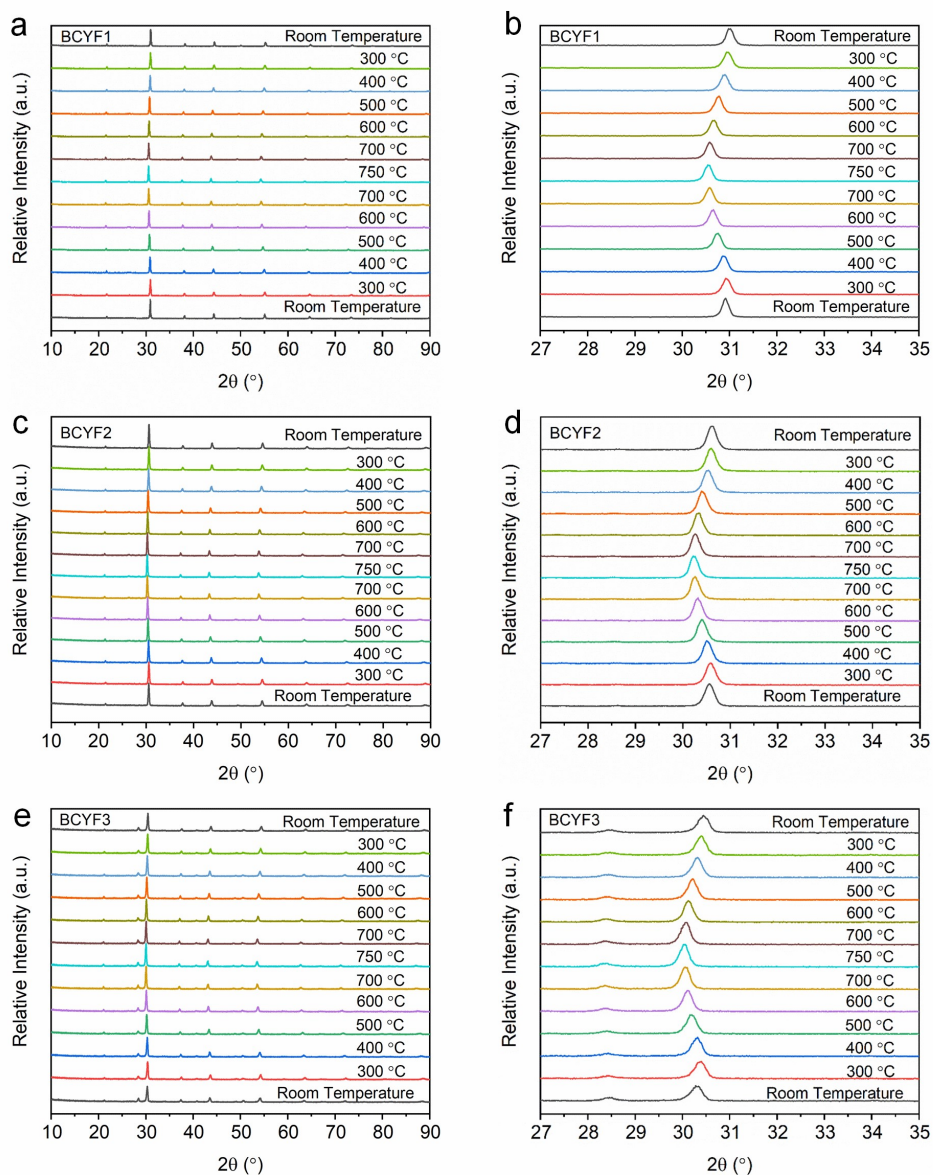 a
BCYF1
Room Temperature
300 °C
400 °C
500 °C
600 °C
700 °C
750 °C
700 °C
600 °C
500 °C
400 °C
300 °C
Room Temperature
Relative Intensity (a.u.)
10 20 30 40 50 60 70 80 90
2θ (°)
b
BCYF1
Room Temperature
300 °C
400 °C
500 °C
600 °C
700 °C
750 °C
700 °C
600 °C
500 °C
400 °C
300 °C
Room Temperature
Relative Intensity (a.u.)
27 28 29 30 31 32 33 34 35
2θ (°)
c
BCYF2
Room Temperature
300 °C
400 °C
500 °C
600 °C
700 °C
750 °C
700 °C
600 °C
500 °C
400 °C
300 °C
Room Temperature
Relative Intensity (a.u.)
10 20 30 40 50 60 70 80 90
2θ (°)
d
BCYF2
Room Temperature
300 °C
400 °C
500 °C
600 °C
700 °C
750 °C
700 °C
600 °C
500 °C
400 °C
300 °C
Room Temperature
Relative Intensity (a.u.)
27 28 29 30 31 32 33 34 35
2θ (°)
e
BCYF3
Room Temperature
300 °C
400 °C
500 °C
600 °C
700 °C
750 °C
700 °C
600 °C
500 °C
400 °C
300 °C
Room Temperature
Relative Intensity (a.u.)
10 20 30 40 50 60 70 80 90
2θ (°)
f
BCYF3
Room Temperature
300 °C
400 °C
500 °C
600 °C
700 °C
750 °C
700 °C
600 °C
500 °C
400 °C
300 °C
Room Temperature
Relative Intensity (a.u.)
27 28 29 30 31 32 33 34 35
2θ (°)